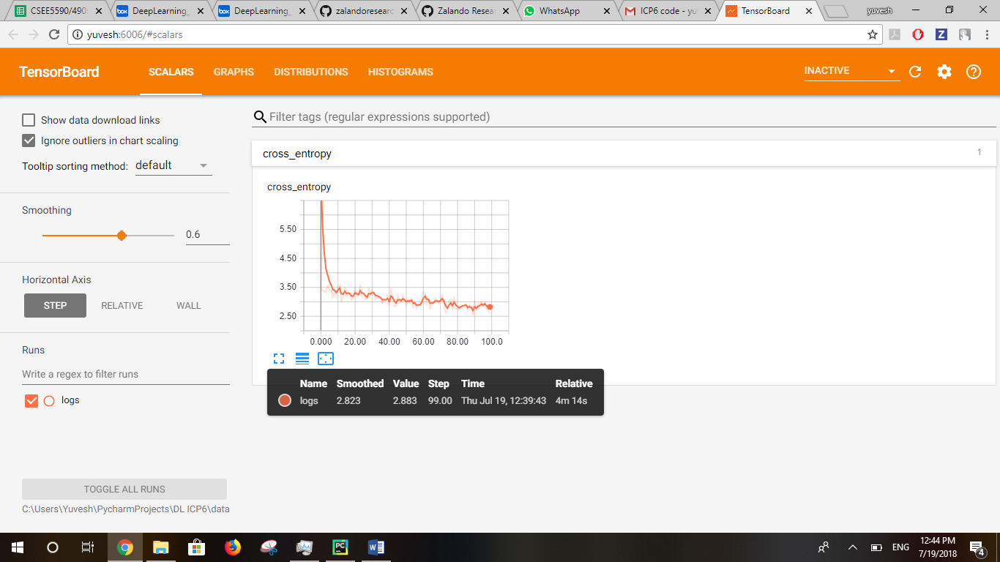 CSEE5590/490: DeepLearning_ DeepLearning_ zalandoresearc Zalando Resea WhatsApp ICP6 code - yu TensorBoard yuvesh
yuvesh:6006/#scalars
TensorBoard SCALARS GRAPHS DISTRIBUTIONS HISTOGRAMS INACTIVE
Show data download links
Ignore outliers in chart scaling
Tooltip sorting method: default
Smoothing
0.6
Horizontal Axis
STEP RELATIVE WALL
Runs
Write a regex to filter runs
logs
TOGGLE ALL RUNS
C:\Users\Yuvesh\PycharmProjects\DL ICP6\data
Filter tags (regular expressions supported)
cross_entropy 1
cross_entropy
5.50
4.50
3.50
2.50
0.000 20.00 40.00 60.00 80.00 100.0
Name Smoothed Value Step Time Relative
logs 2.823 2.883 99.00 Thu Jul 19, 12:39:43 4m 14s
ENG
12:44 PM
7/19/2018
4